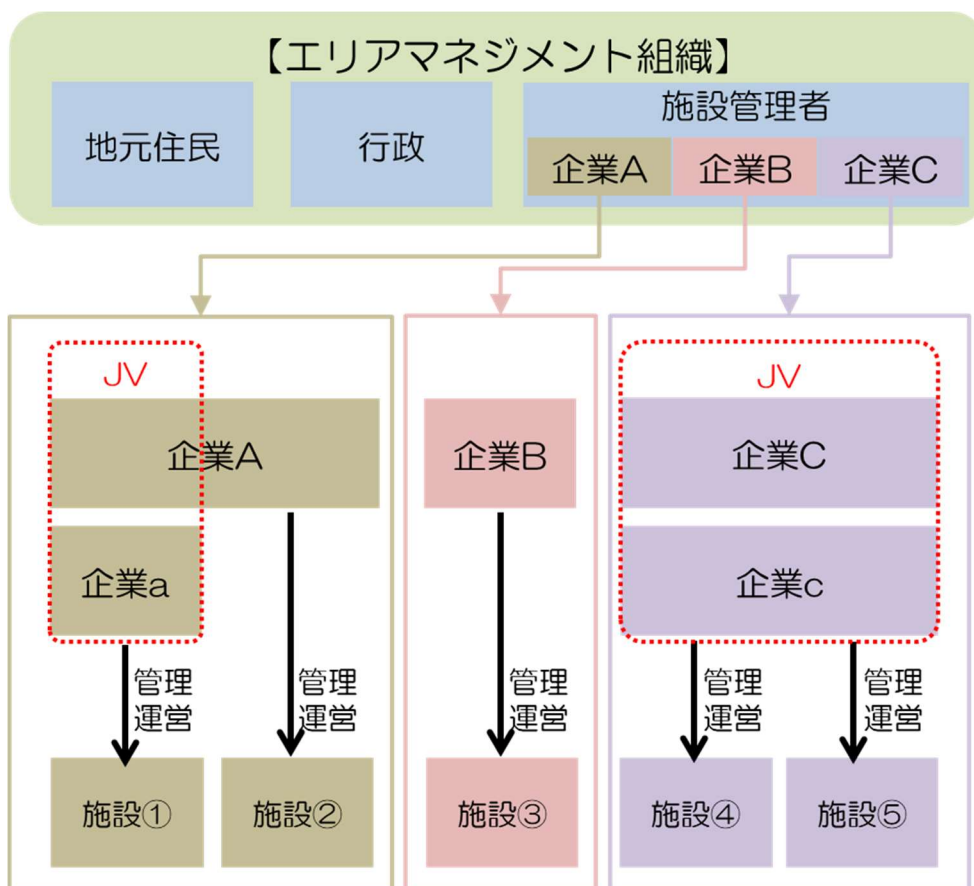 【エリアマネジメント組織】
地元住民
行政
施設管理者
企業A
企業B
企業C
JV
企業A
企業a
管理
運営
管理
運営
施設①
施設②
企業B
管理
運営
施設③
JV
企業C
企業c
管理
運営
管理
運営
施設④
施設⑤